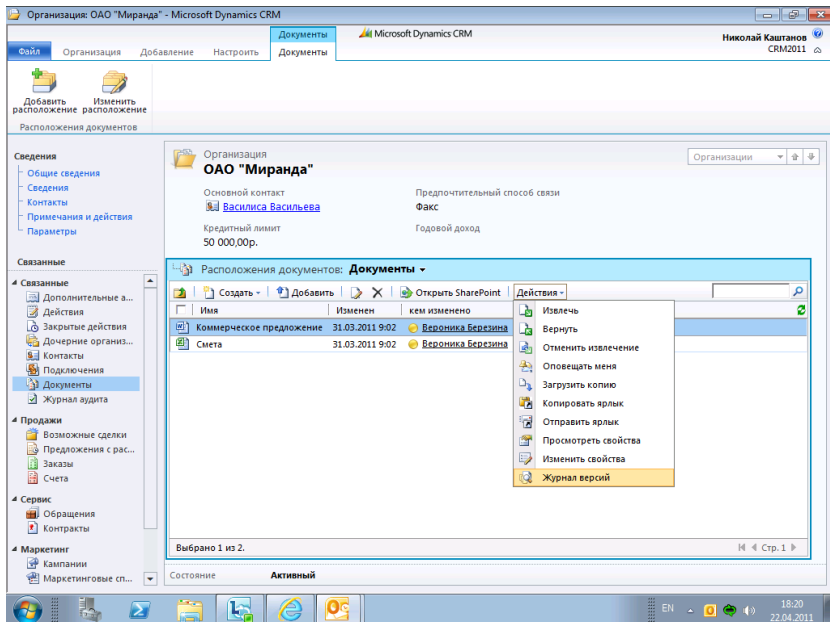 Организация: ОАО "Миранда" - Microsoft Dynamics CRM
Документы
Microsoft Dynamics CRM
Николай Каштанов
CRM2011
Файл Организация Добавление Настроить Документы
Добавить расположение
Изменить расположение
Расположения документов
Сведения
Общие сведения
Сведения
Контакты
Примечания и действия
Параметры
Связанные
Связанные
Дополнительные а...
Действия
Закрытые действия
Дочерние организ...
Контакты
Подключения
Документы
Журнал аудита
Продажи
Возможные сделки
Предложения с рас...
Заказы
Счета
Сервис
Обращения
Контракты
Маркетинг
Кампании
Маркетинговые сп...
Организация
ОАО "Миранда"
Организации
Основной контакт
Василиса Васильева
Предпочтительный способ связи
Факс
Кредитный лимит
50 000,00р.
Годовой доход
Расположения документов: Документы
Создать Добавить Открыть SharePoint Действия
Имя Изменен кем изменено
Коммерческое предложение 31.03.2011 9:02 Вероника Березина
Смета 31.03.2011 9:02 Вероника Березина
Извлечь
Вернуть
Отменить извлечение
Оповещать меня
Загрузить копию
Копировать ярлык
Отправить ярлык
Просмотреть свойства
Изменить свойства
Журнал версий
Выбрано 1 из 2.
Стр. 1
Состояние Активный
EN
18:20
22.04.2011